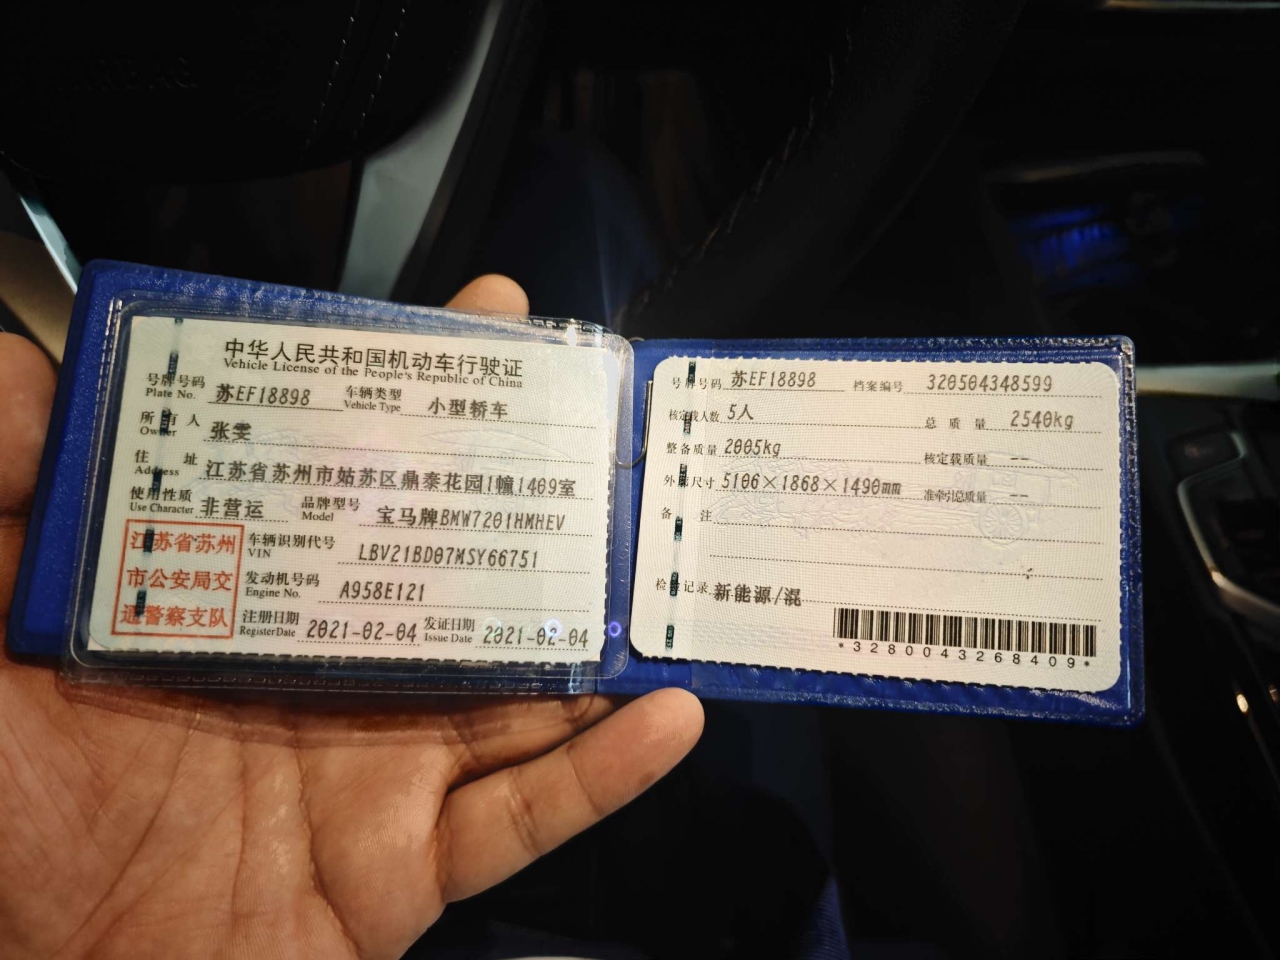 中华人民共和国机动车行驶证
Vehicle License of the People's Republic of China
号牌号码 苏EF18898 车辆类型 小型轿车
Plate No. Vehicle Type
所有人 张雯
Owner
住址 江苏省苏州市姑苏区鼎泰花园1幢1409室
Address
使用性质 非营运 品牌型号 宝马牌BMW7201HMHEV
Use Character Model
江苏省苏州
市公安局交
通警察支队
车辆识别代号 LBV21BD07MSY66751
VIN
发动机号码 A958E121
Engine No.
注册日期 2021-02-04 发证日期 2021-02-04
Register Date Issue Date
号牌号码 苏EF18898 档案编号 320504348599
核定载人数 5人 总质量 2540kg
整备质量 2005kg 核定载质量 --
外廓尺寸 5106×1868×1490mm 准牵引总质量 --
备注
检验记录 新能源/混
*3280043268409*